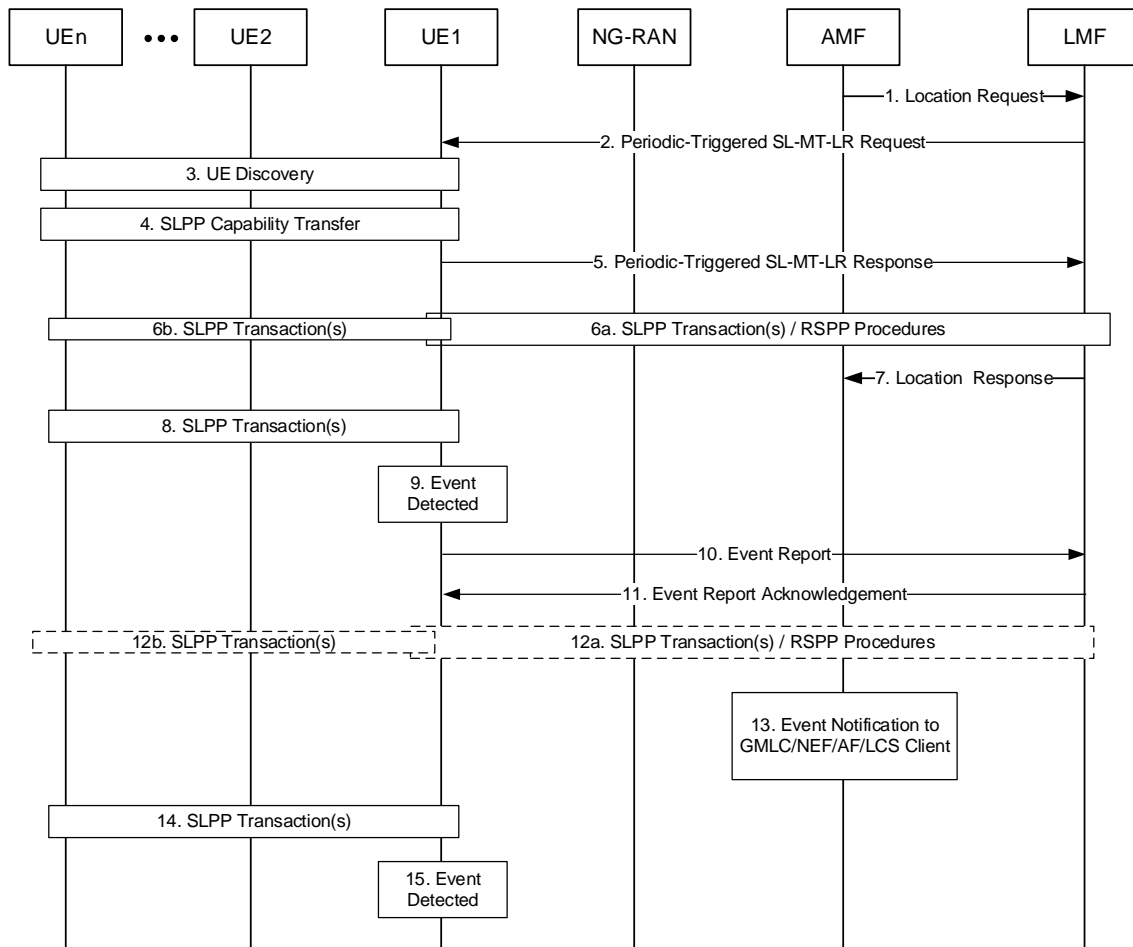 UEn
UE2
UE1
NG-RAN
AMF
LMF
1. Location Request
2. Periodic-Triggered SL-MT-LR Request
3. UE Discovery
4. SLPP Capability Transfer
5. Periodic-Triggered SL-MT-LR Response
6b. SLPP Transaction(s)
6a. SLPP Transaction(s) / RSPP Procedures
7. Location Response
8. SLPP Transaction(s)
9. Event
Detected
10. Event Report
11. Event Report Acknowledgement
12b. SLPP Transaction(s)
12a. SLPP Transaction(s) / RSPP Procedures
13. Event Notification to
GMLC/NEF/AF/LCS Client
14. SLPP Transaction(s)
15. Event
Detected